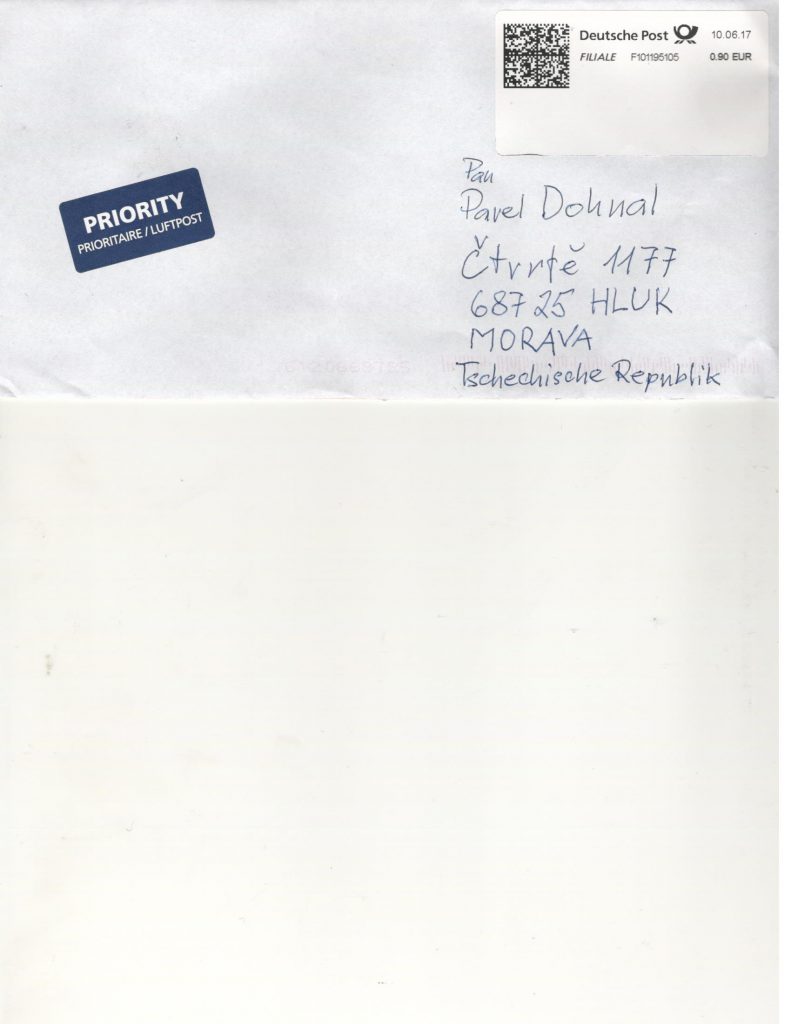 Deutsche Post 10.06.17
FILIALE F101195105 0.90 EUR
PRIORITY
PRIORITAIRE / LUFTPOST
Pan
Pavel Dohnal
Čtvrtě 1177
687 25 HLUK
MORAVA
Tschechische Republik